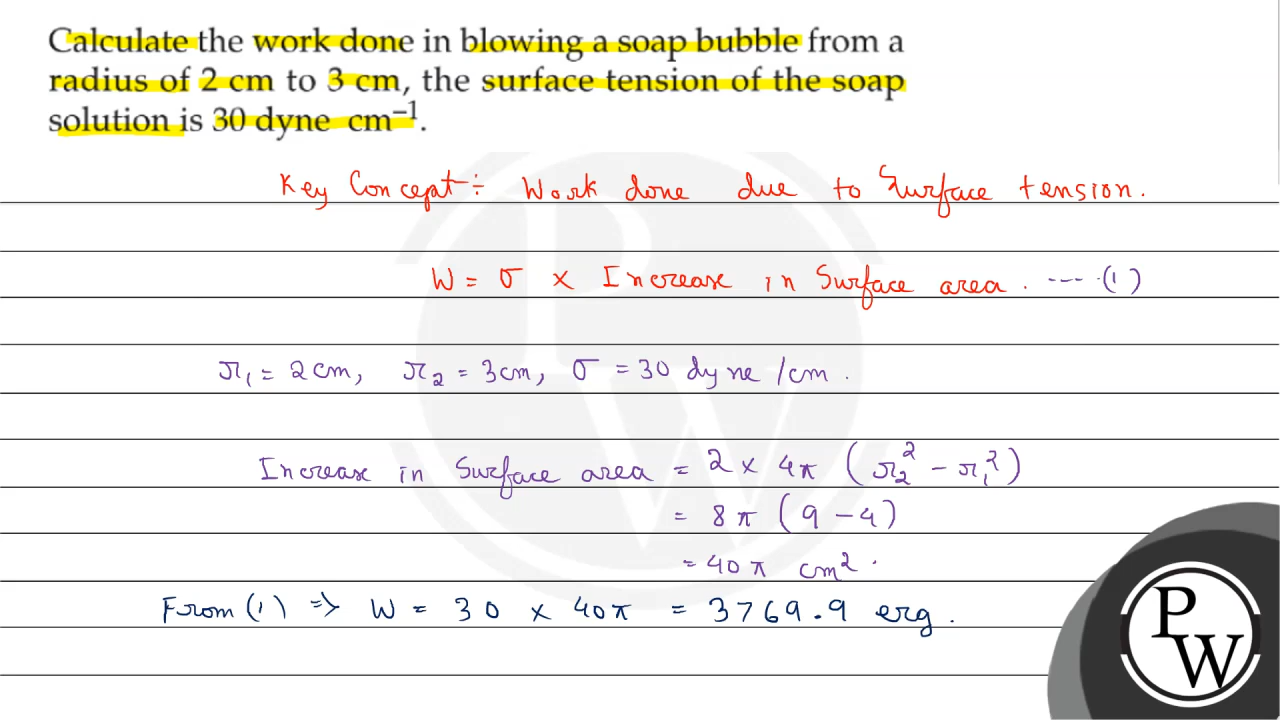 Calculate the work done in blowing a soap bubble from a
radius of 2 cm to 3 cm, the surface tension of the soap
solution is 30 dyne cm⁻¹.
Key Concept ÷ Work done due to Surface tension.
W = σ × Increase in Surface area. ---- (1)
r₁ = 2cm, r₂ = 3cm, σ = 30 dyne /cm.
Increase in Surface area = 2 × 4π (r₂² − r₁²)
= 8π (9 − 4)
= 40π cm².
From (1) ⇒ W = 30 × 40π = 3769.9 erg.
P
W